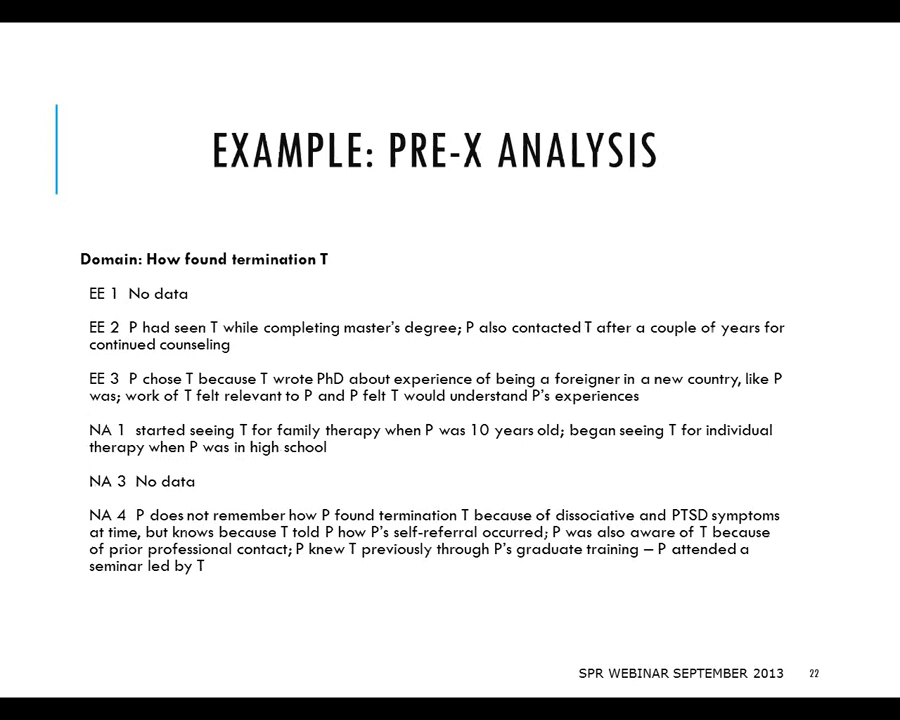 EXAMPLE: PRE-X ANALYSIS
Domain: How found termination T
EE 1  No data
EE 2  P had seen T while completing master's degree; P also contacted T after a couple of years for
continued counseling
EE 3  P chose T because T wrote PhD about experience of being a foreigner in a new country, like P
was; work of T felt relevant to P and P felt T would understand P's experiences
NA 1  started seeing T for family therapy when P was 10 years old; began seeing T for individual
therapy when P was in high school
NA 3  No data
NA 4  P does not remember how P found termination T because of dissociative and PTSD symptoms
at time, but knows because T told P how P's self-referral occurred; P was also aware of T because
of prior professional contact; P knew T previously through P's graduate training – P attended a
seminar led by T
SPR WEBINAR SEPTEMBER 2013 22